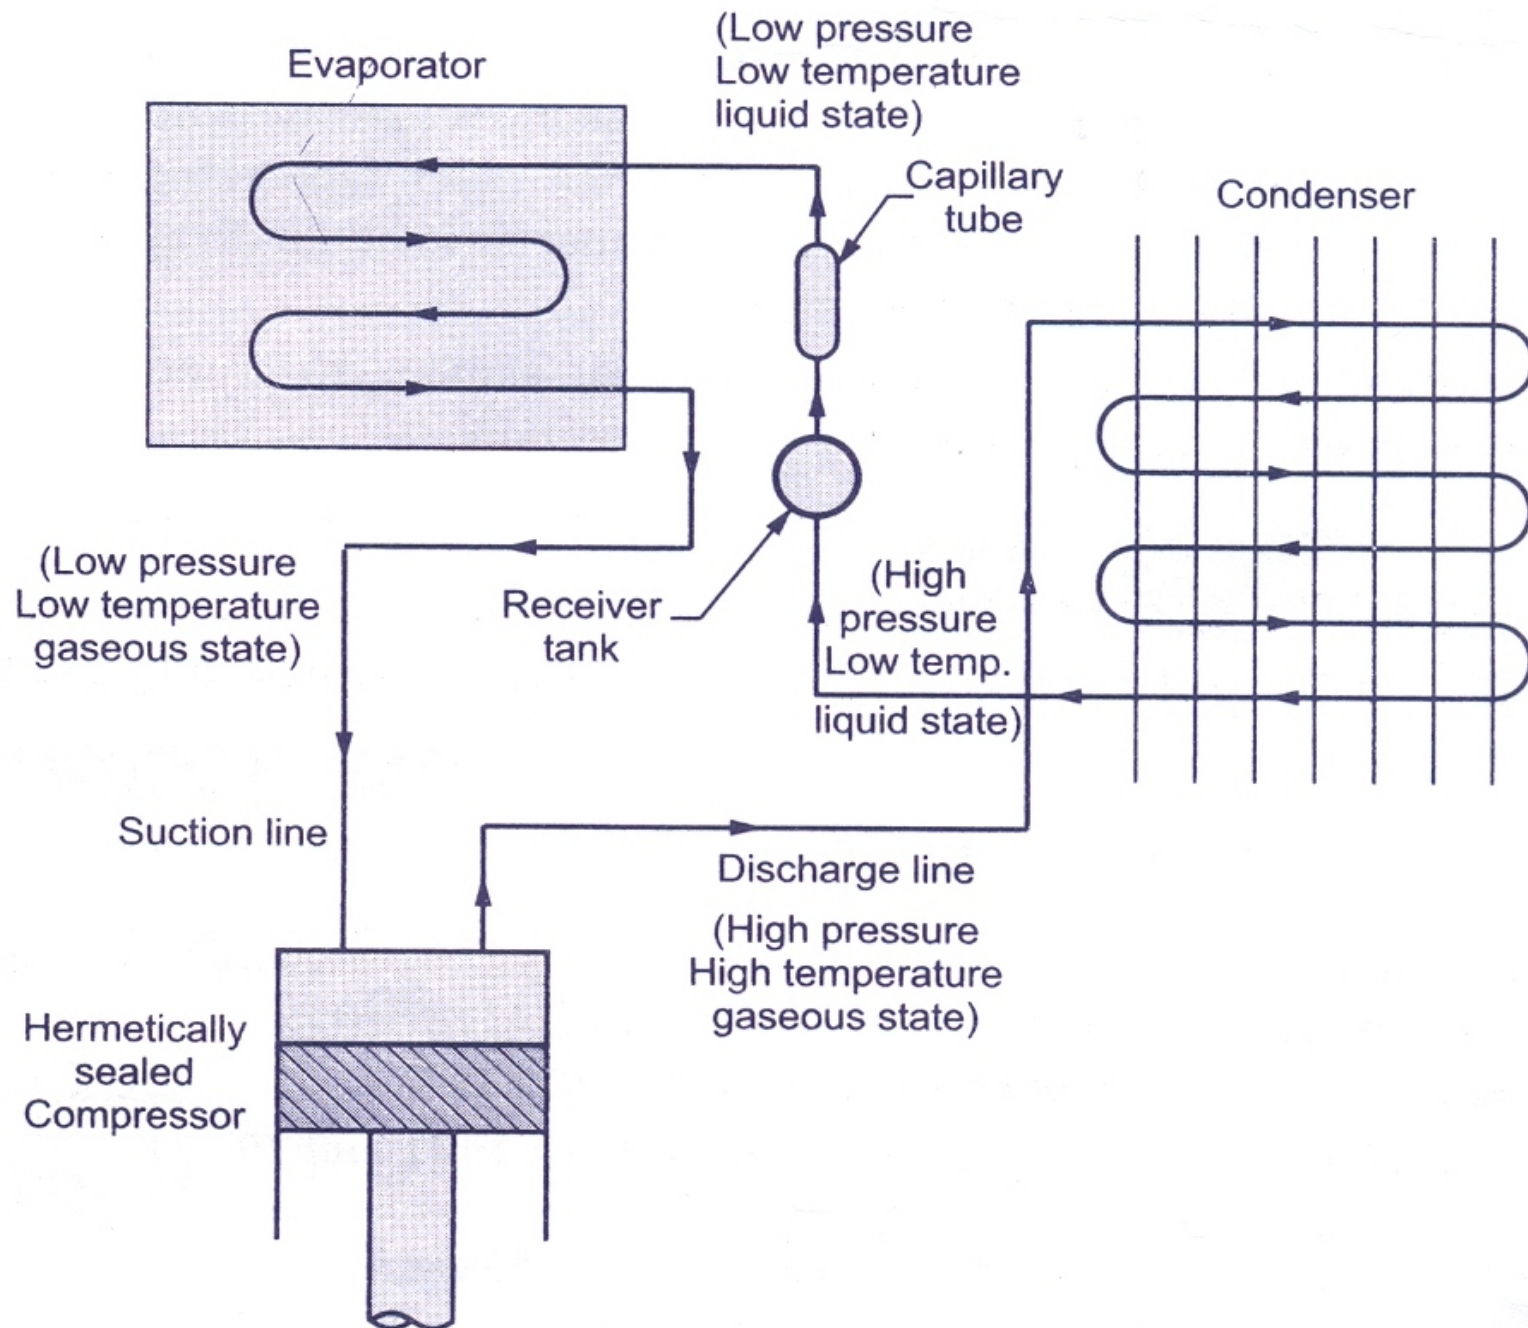 Evaporator
(Low pressure
Low temperature
liquid state)
Capillary
tube
Condenser
(Low pressure
Low temperature
gaseous state)
Receiver
tank
(High
pressure
Low temp.
liquid state)
Suction line
Discharge line
(High pressure
High temperature
gaseous state)
Hermetically
sealed
Compressor